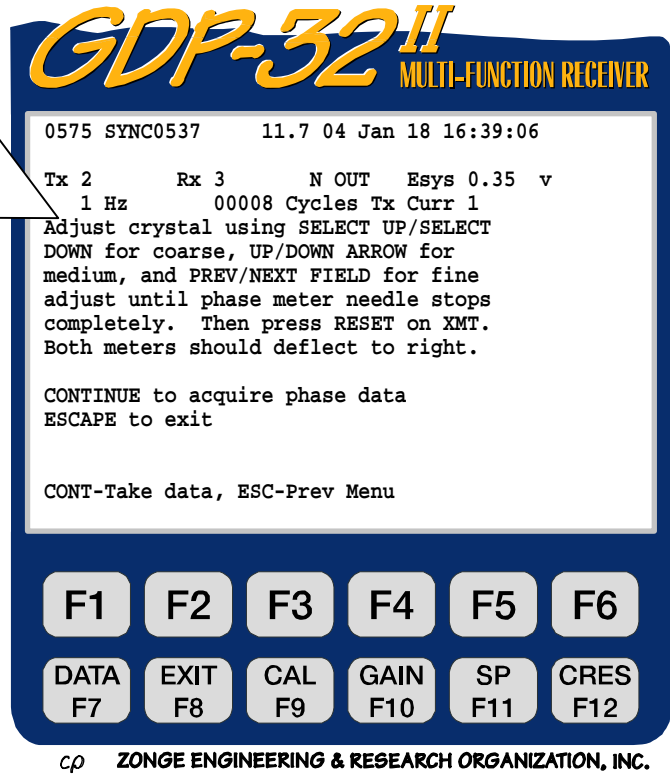 GDP-32 II
MULTI-FUNCTION RECEIVER
0575 SYNC0537 11.7 04 Jan 18 16:39:06
Tx 2 Rx 3 N OUT Esys 0.35 v
1 Hz 00008 Cycles Tx Curr 1
Adjust crystal using SELECT UP/SELECT
DOWN for coarse, UP/DOWN ARROW for
medium, and PREV/NEXT FIELD for fine
adjust until phase meter needle stops
completely. Then press RESET on XMT.
Both meters should deflect to right.
CONTINUE to acquire phase data
ESCAPE to exit
CONT-Take data, ESC-Prev Menu
F1 F2 F3 F4 F5 F6
DATA EXIT CAL GAIN SP CRES
F7 F8 F9 F10 F11 F12
cρ ZONGE ENGINEERING & RESEARCH ORGANIZATION, INC.